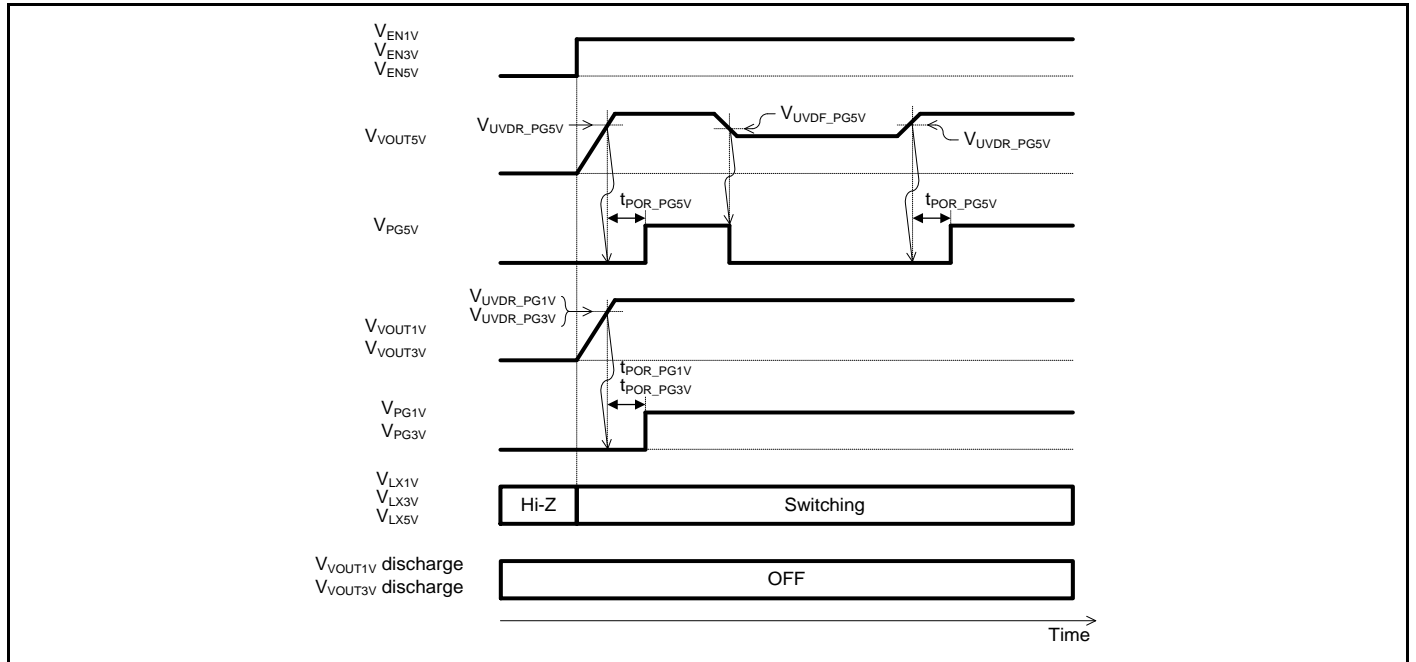 VEN1V
VEN3V
VEN5V
VVOUT5V
VUVDR_PG5V
VUVDF_PG5V
VUVDR_PG5V
tPOR_PG5V
tPOR_PG5V
VPG5V
VUVDR_PG1V
VUVDR_PG3V
VVOUT1V
VVOUT3V
tPOR_PG1V
tPOR_PG3V
VPG1V
VPG3V
VLX1V
VLX3V
VLX5V
Hi-Z
Switching
VVOUT1V discharge
VVOUT3V discharge
OFF
Time